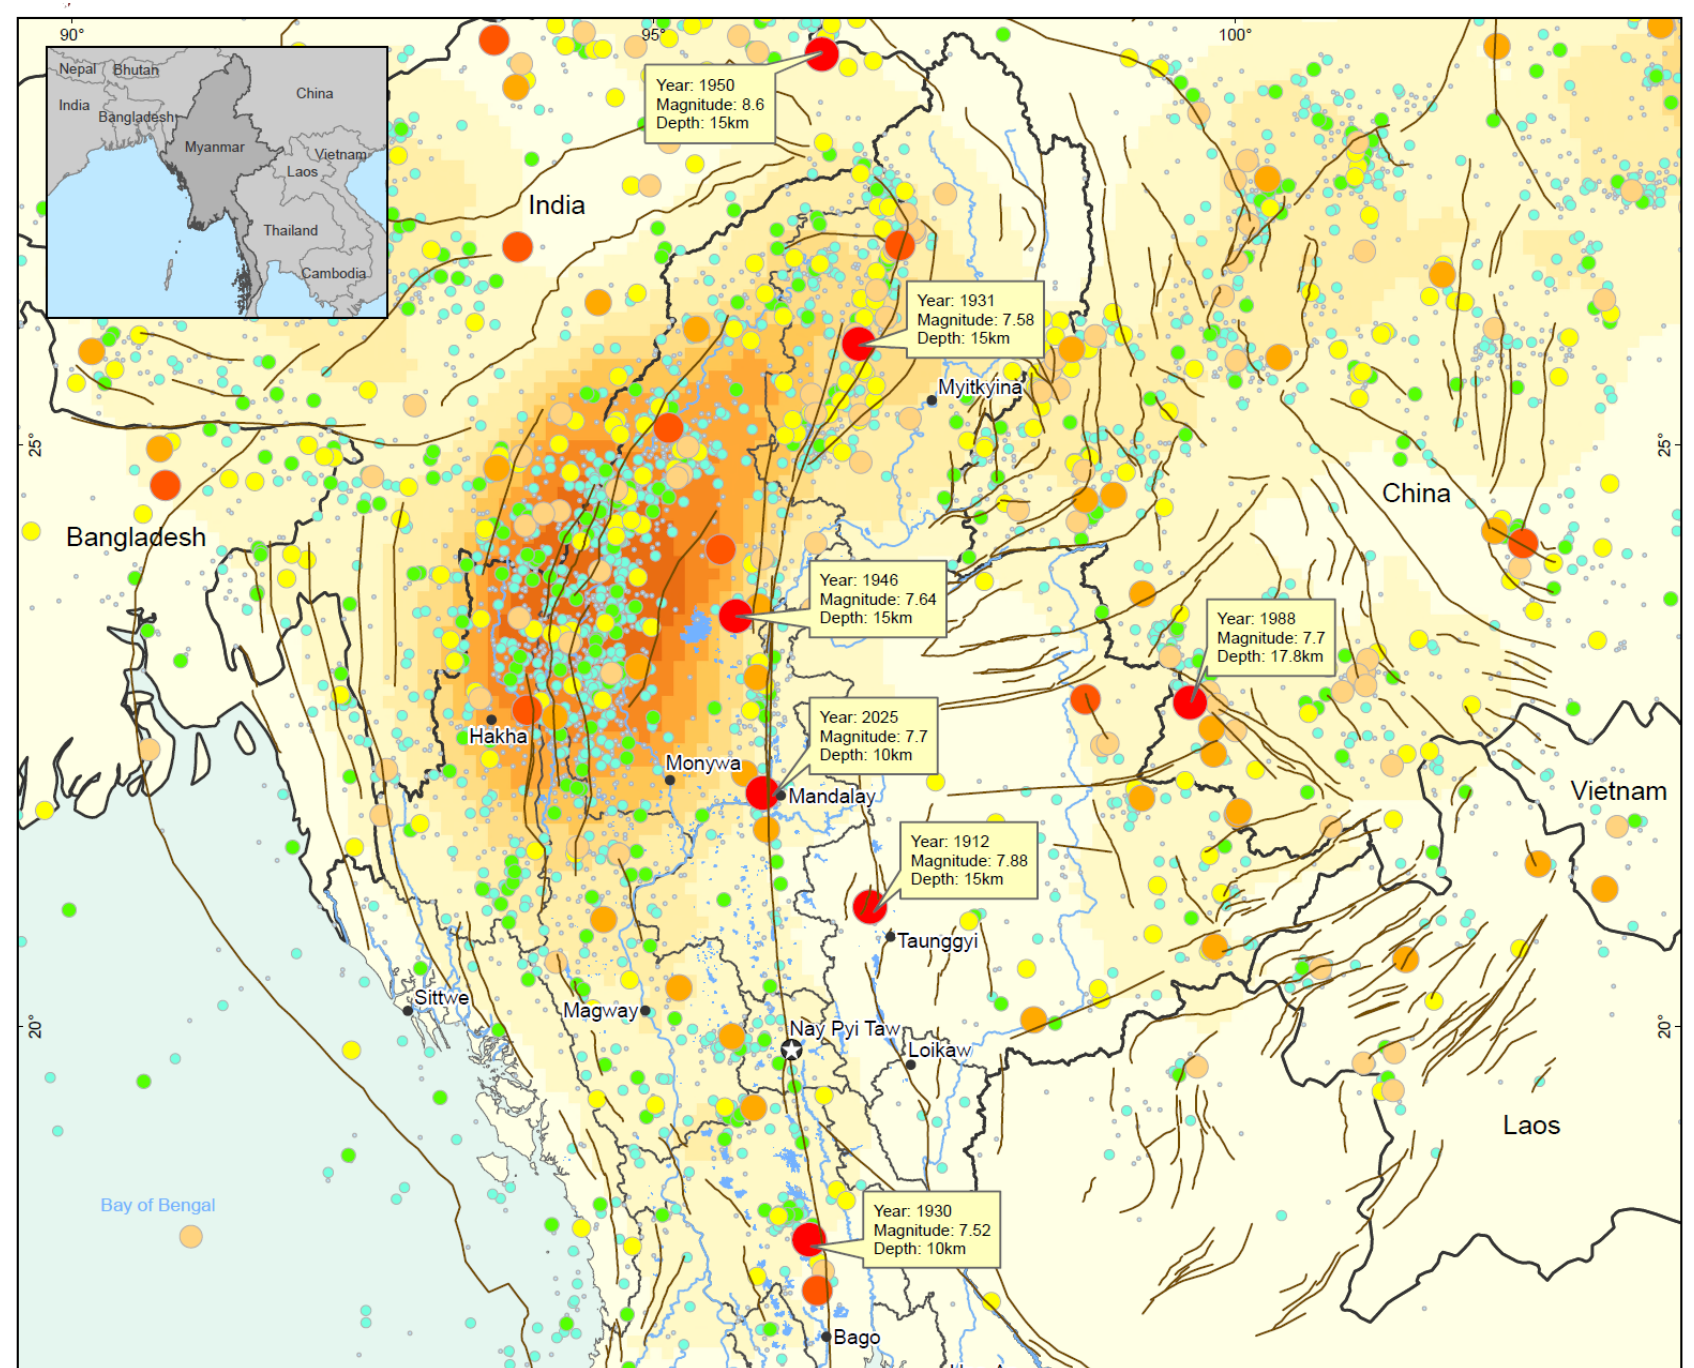 90°
95°
100°
Nepal
Bhutan
China
India
Bangladesh
Myanmar
Vietnam
Laos
Thailand
Cambodia
Year: 1950
Magnitude: 8.6
Depth: 15km
India
Year: 1931
Magnitude: 7.58
Depth: 15km
Myitkyina
25°
25°
China
Bangladesh
Year: 1946
Magnitude: 7.64
Depth: 15km
Year: 1988
Magnitude: 7.7
Depth: 17.8km
Year: 2025
Magnitude: 7.7
Depth: 10km
Hakha
Monywa
Mandalay
Vietnam
Year: 1912
Magnitude: 7.88
Depth: 15km
Taunggyi
Sittwe
Magway
Nay Pyi Taw
20°
20°
Loikaw
Laos
Bay of Bengal
Year: 1930
Magnitude: 7.52
Depth: 10km
Bago